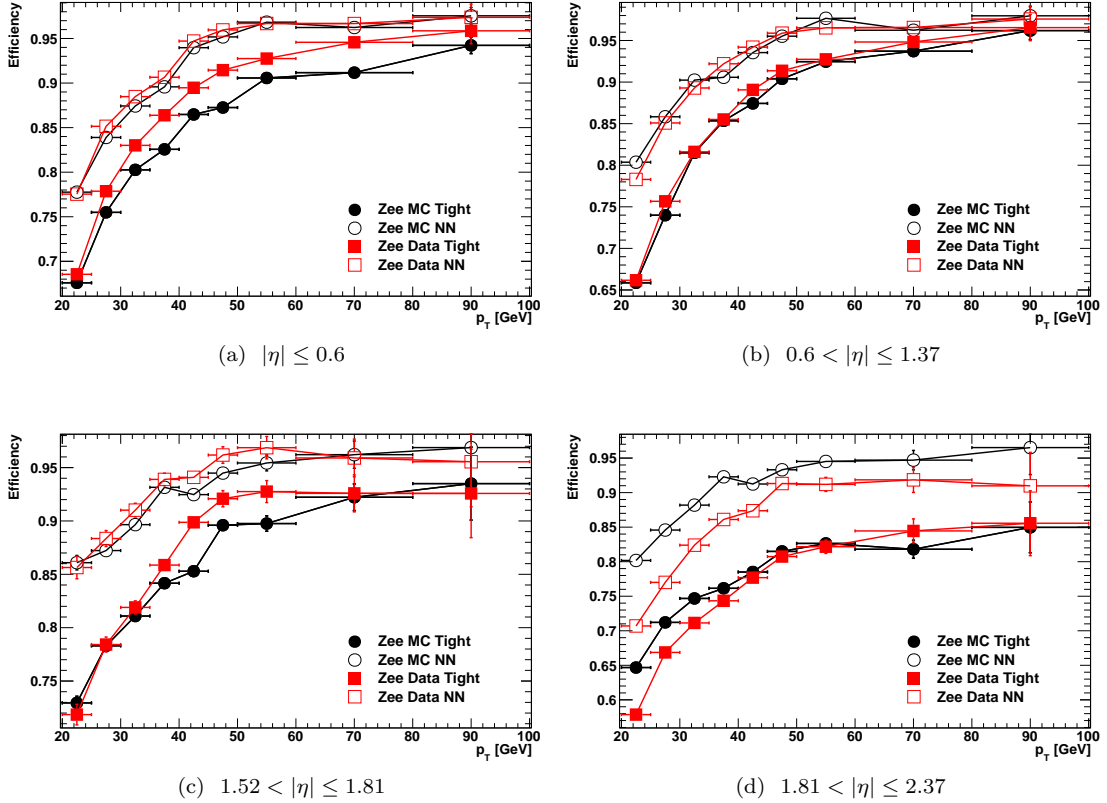 Efficiency
0.95
0.9
0.85
0.8
0.75
0.7
Zee MC Tight
Zee MC NN
Zee Data Tight
Zee Data NN
20 30 40 50 60 70 80 90 100
p_T [GeV]
(a) |η| ≤ 0.6
Efficiency
0.95
0.9
0.85
0.8
0.75
0.7
0.65
Zee MC Tight
Zee MC NN
Zee Data Tight
Zee Data NN
20 30 40 50 60 70 80 90 100
p_T [GeV]
(b) 0.6 < |η| ≤ 1.37
Efficiency
0.95
0.9
0.85
0.8
0.75
Zee MC Tight
Zee MC NN
Zee Data Tight
Zee Data NN
20 30 40 50 60 70 80 90 100
p_T [GeV]
(c) 1.52 < |η| ≤ 1.81
Efficiency
0.95
0.9
0.85
0.8
0.75
0.7
0.65
0.6
Zee MC Tight
Zee MC NN
Zee Data Tight
Zee Data NN
20 30 40 50 60 70 80 90 100
p_T [GeV]
(d) 1.81 < |η| ≤ 2.37